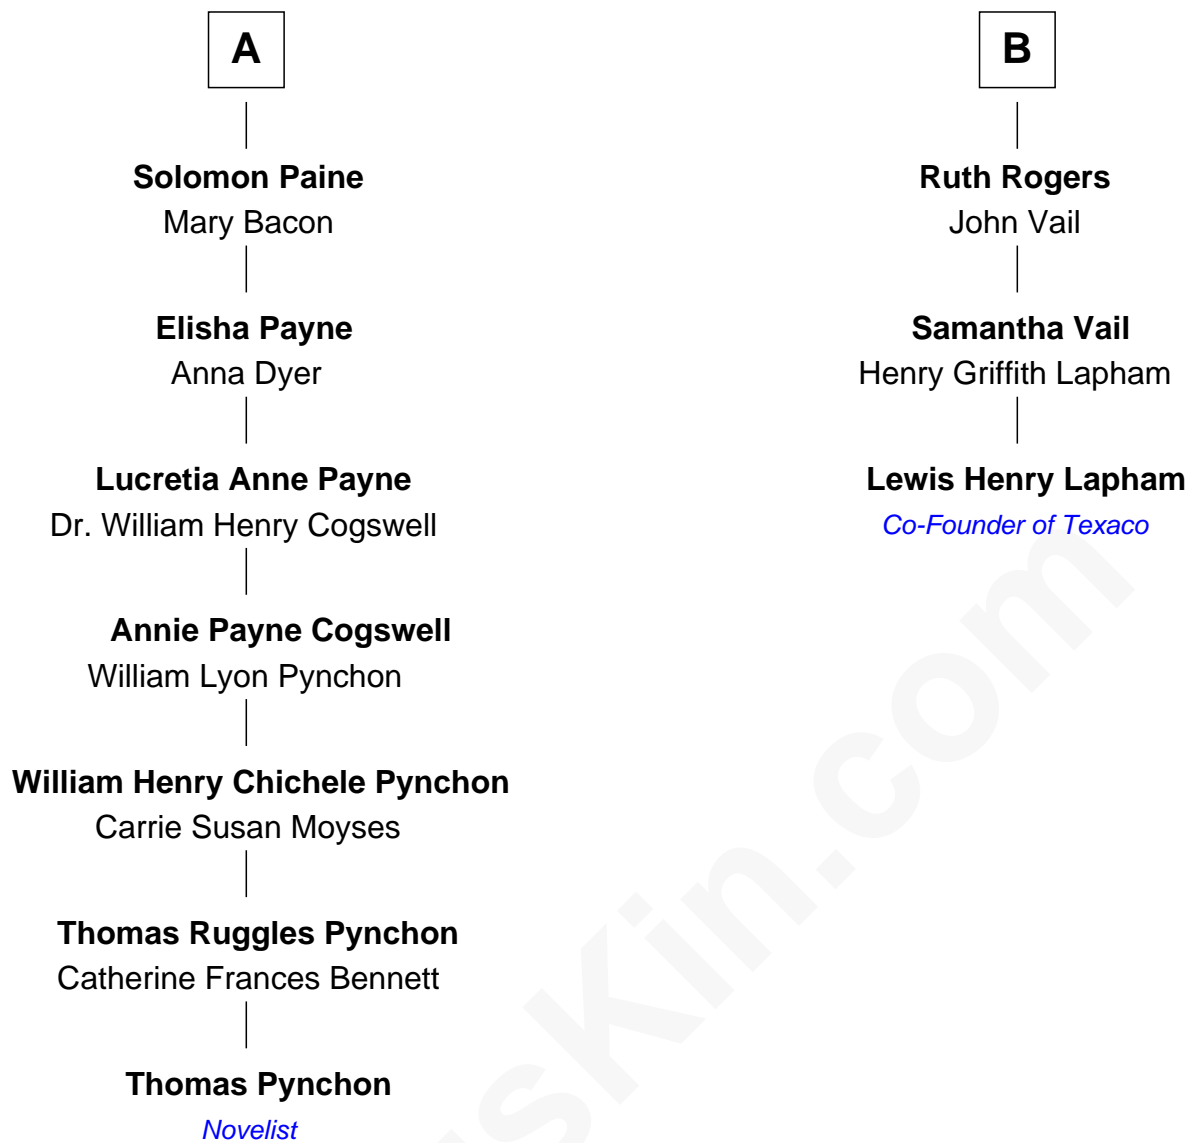 A
Solomon Paine
Mary Bacon
Elisha Payne
Anna Dyer
Lucretia Anne Payne
Dr. William Henry Cogswell
Annie Payne Cogswell
William Lyon Pynchon
William Henry Chichele Pynchon
Carrie Susan Moyses
Thomas Ruggles Pynchon
Catherine Frances Bennett
Thomas Pynchon
Novelist
B
Ruth Rogers
John Vail
Samantha Vail
Henry Griffith Lapham
Lewis Henry Lapham
Co-Founder of Texaco
sKin.com